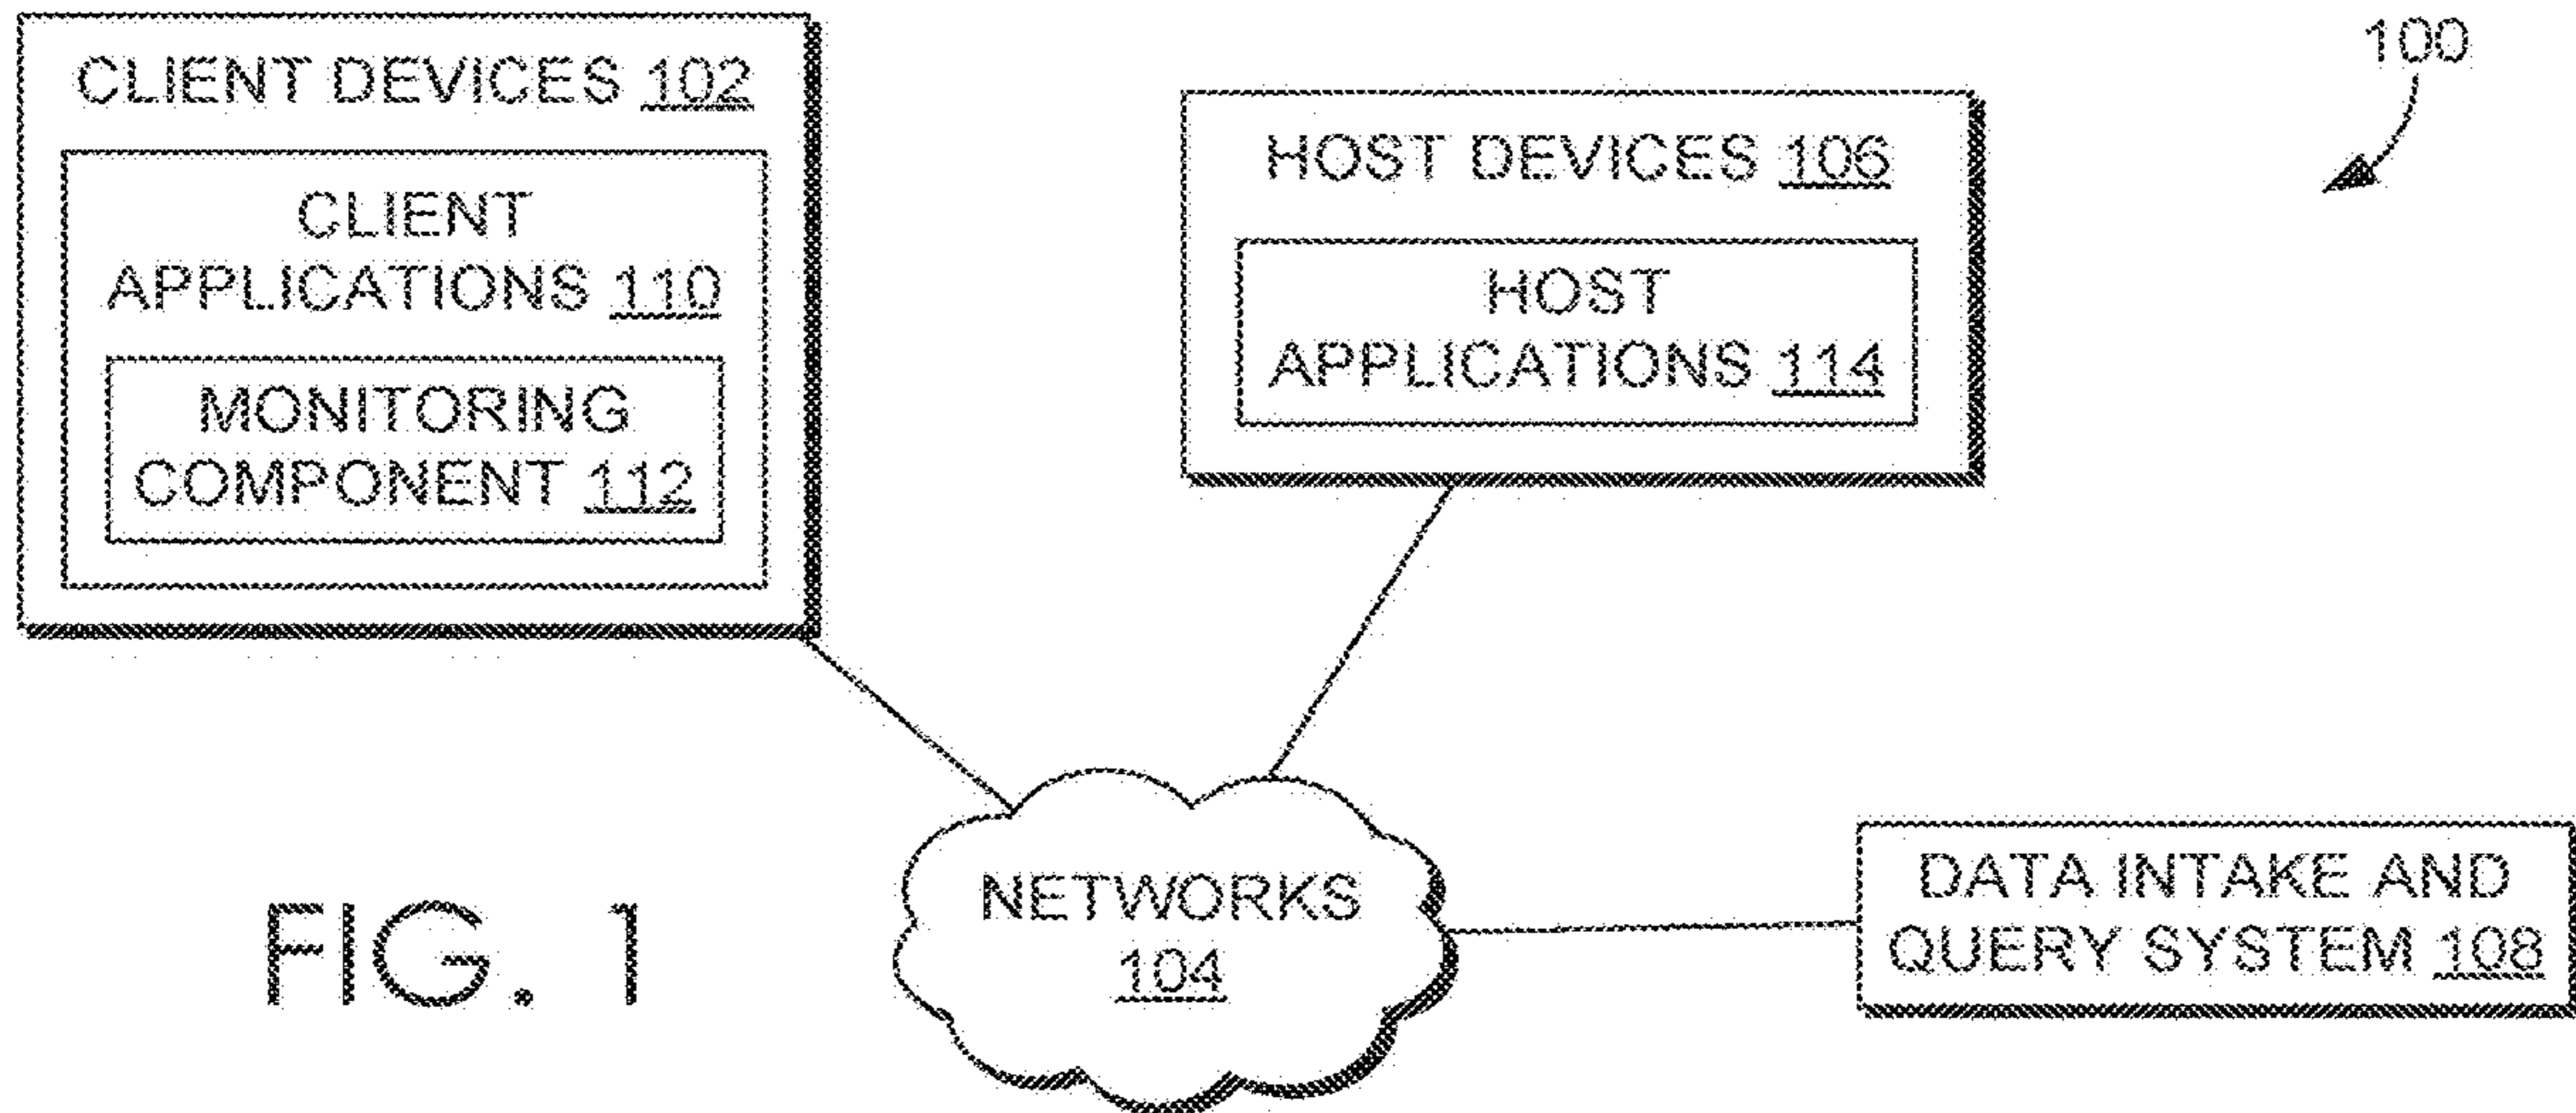 100
CLIENT DEVICES 102
CLIENT
APPLICATIONS 110
MONITORING
COMPONENT 112
HOST DEVICES 106
HOST
APPLICATIONS 114
NETWORKS
104
DATA INTAKE AND
QUERY SYSTEM 108
FIG. 1